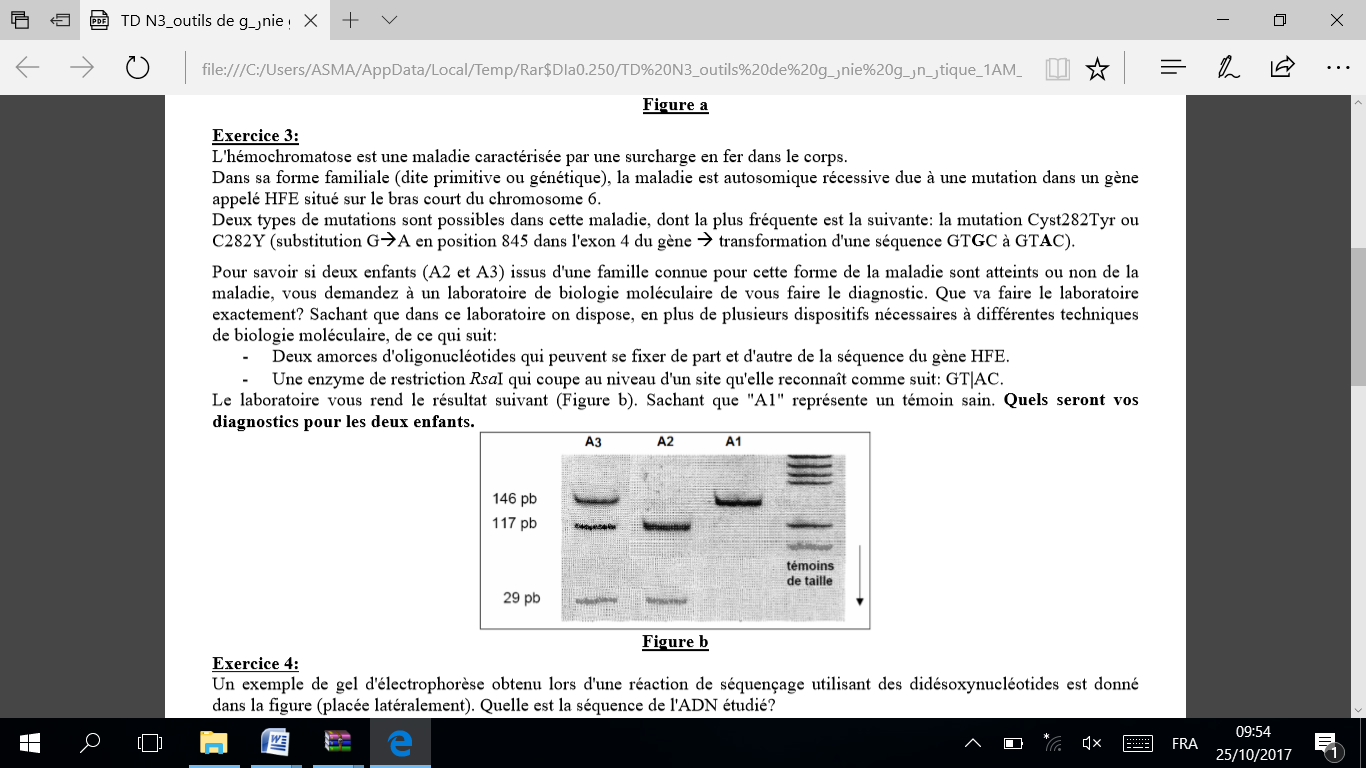 TD N3_outils de g_رnie g
PDF
file:///C:/Users/ASMA/AppData/Local/Temp/Rar$DIa0.250/TD%20N3_outils%20de%20g_رnie%20g_رn_رtique_1AM_
Figure a
Exercice 3:
L'hémochromatose est une maladie caractérisée par une surcharge en fer dans le corps.
Dans sa forme familiale (dite primitive ou génétique), la maladie est autosomique récessive due à une mutation dans un gène
appelé HFE situé sur le bras court du chromosome 6.
Deux types de mutations sont possibles dans cette maladie, dont la plus fréquente est la suivante: la mutation Cyst282Tyr ou
C282Y (substitution G→A en position 845 dans l'exon 4 du gène → transformation d'une séquence GTGC à GTAC).
Pour savoir si deux enfants (A2 et A3) issus d'une famille connue pour cette forme de la maladie sont atteints ou non de la
maladie, vous demandez à un laboratoire de biologie moléculaire de vous faire le diagnostic. Que va faire le laboratoire
exactement? Sachant que dans ce laboratoire on dispose, en plus de plusieurs dispositifs nécessaires à différentes techniques
de biologie moléculaire, de ce qui suit:
- Deux amorces d'oligonucléotides qui peuvent se fixer de part et d'autre de la séquence du gène HFE.
- Une enzyme de restriction RsaI qui coupe au niveau d'un site qu'elle reconnaît comme suit: GT|AC.
Le laboratoire vous rend le résultat suivant (Figure b). Sachant que "A1" représente un témoin sain. Quels seront vos
diagnostics pour les deux enfants.
A3 A2 A1
146 pb
117 pb
témoins
de taille
29 pb
Figure b
Exercice 4:
Un exemple de gel d'électrophorèse obtenu lors d'une réaction de séquençage utilisant des didésoxynucléotides est donné
dans la figure (placée latéralement). Quelle est la séquence de l'ADN étudié?
FRA
09:54
25/10/2017
1